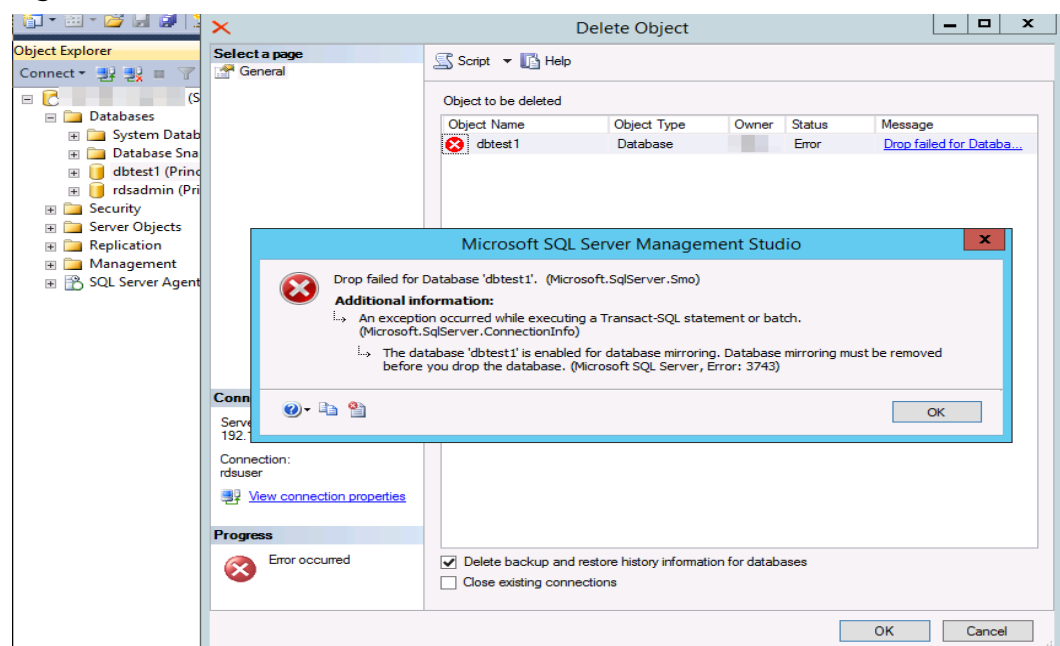 Delete Object
Object Explorer
Connect
(S
Databases
System Datab
Database Sna
dbtest1 (Princ
rdsadmin (Pri
Security
Server Objects
Replication
Management
SQL Server Agent
Select a page
General
Script Help
Object to be deleted
Object Name Object Type Owner Status Message
dbtest1 Database Error Drop failed for Databa...
Microsoft SQL Server Management Studio
Drop failed for Database 'dbtest1'. (Microsoft.SqlServer.Smo)
Additional information:
An exception occurred while executing a Transact-SQL statement or batch.
(Microsoft.SqlServer.ConnectionInfo)
The database 'dbtest1' is enabled for database mirroring. Database mirroring must be removed
before you drop the database. (Microsoft SQL Server, Error: 3743)
OK
Conn
Serve
192.1
Connection:
rdsuser
View connection properties
Progress
Error occurred
Delete backup and restore history information for databases
Close existing connections
OK Cancel